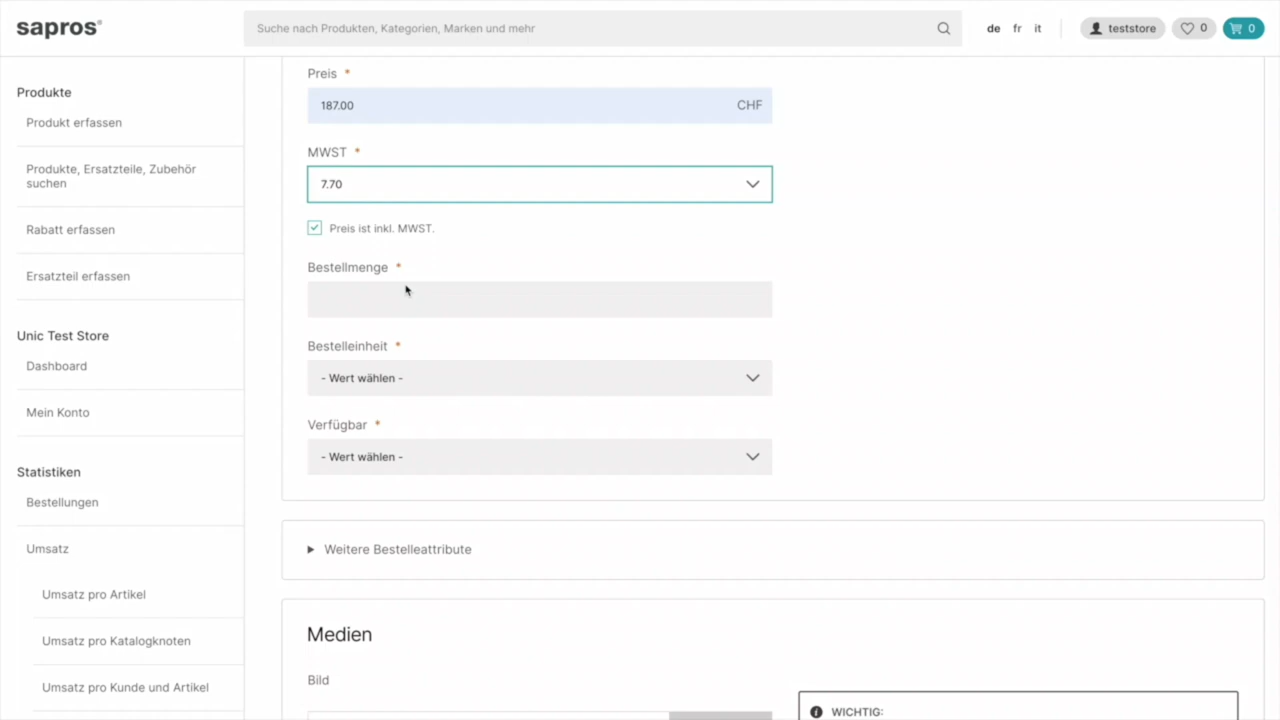 sapros®
Suche nach Produkten, Kategorien, Marken und mehr
de fr it
teststore
0
0
Produkte
Produkt erfassen
Produkte, Ersatzteile, Zubehör
suchen
Rabatt erfassen
Ersatzteil erfassen
Unic Test Store
Dashboard
Mein Konto
Statistiken
Bestellungen
Umsatz
Umsatz pro Artikel
Umsatz pro Katalogknoten
Umsatz pro Kunde und Artikel
Preis *
187.00 CHF
MWST *
7.70
Preis ist inkl. MWST.
Bestellmenge *
Bestelleinheit *
- Wert wählen -
Verfügbar *
- Wert wählen -
Weitere Bestelleattribute
Medien
Bild
WICHTIG: